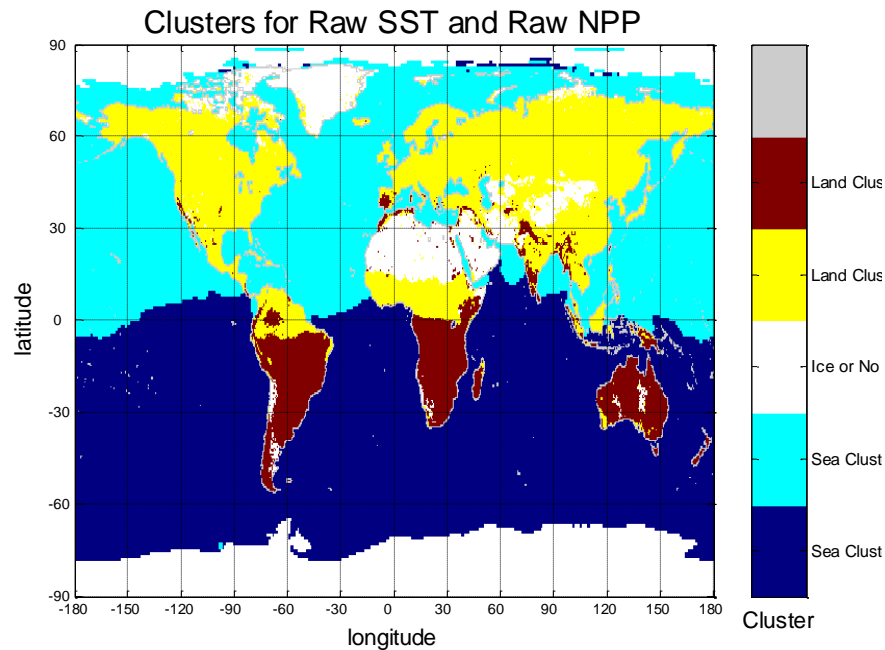 Clusters for Raw SST and Raw NPP
90
60
30
0
-30
-60
-90
latitude
-180 -150 -120 -90 -60 -30 0 30 60 90 120 150 180
longitude
Land Clus
Land Clus
Ice or No
Sea Clust
Sea Clust
Cluster